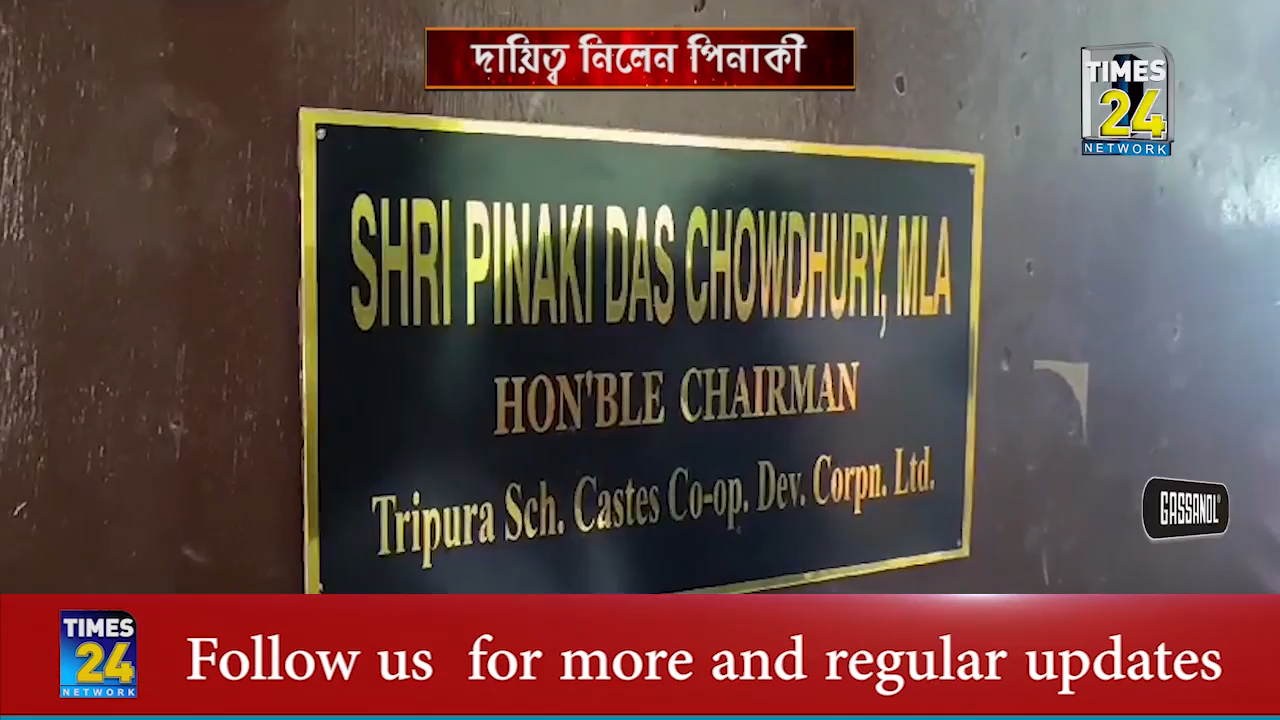 দায়িত্ব নিলেন পিনাকী
TIMES
24
NETWORK
SHRI PINAKI DAS CHOWDHURY, MLA
HON'BLE CHAIRMAN
Tripura Sch. Castes Co-op. Dev. Corpn. Ltd.
GASSANOL®
TIMES
24
NETWORK
Follow us for more and regular updates